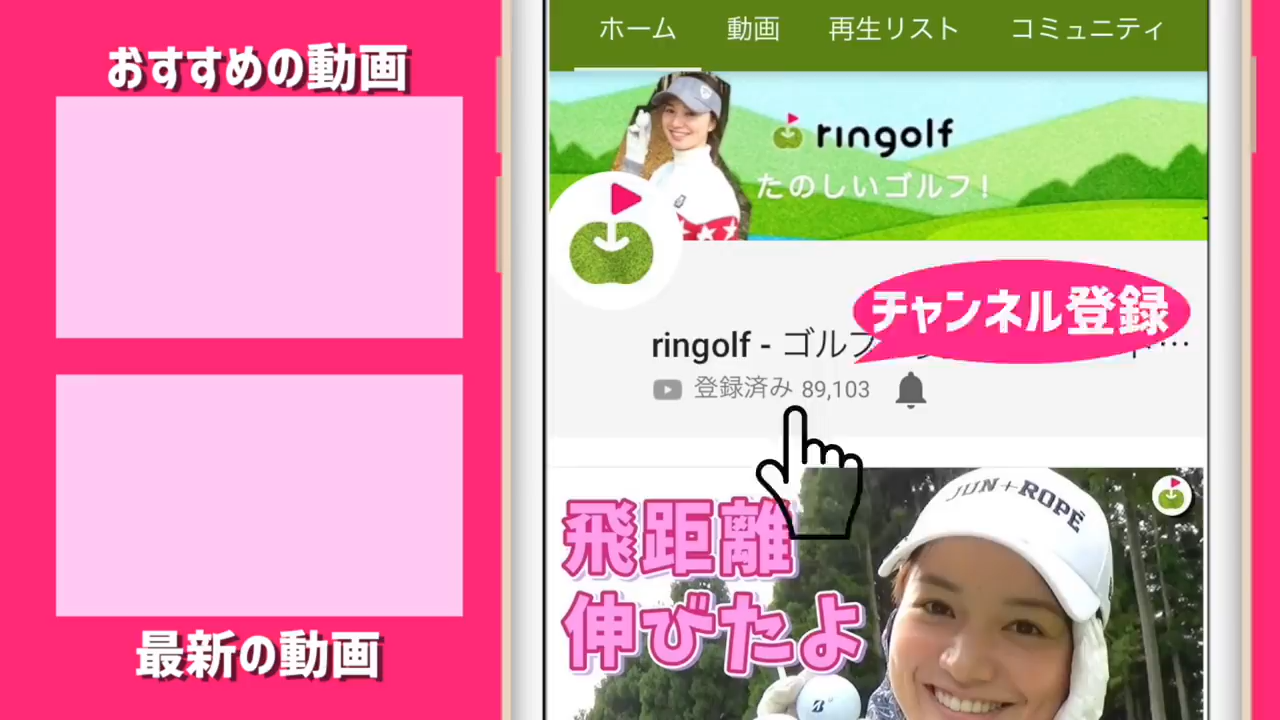 おすすめの動画
最新の動画
ホーム 動画 再生リスト コミュニティ
ringolf
たのしいゴルフ!
チャンネル登録
ringolf - ゴルフ
登録済み 89,103
飛距離
伸びたよ
JUN+ROPÉ
B